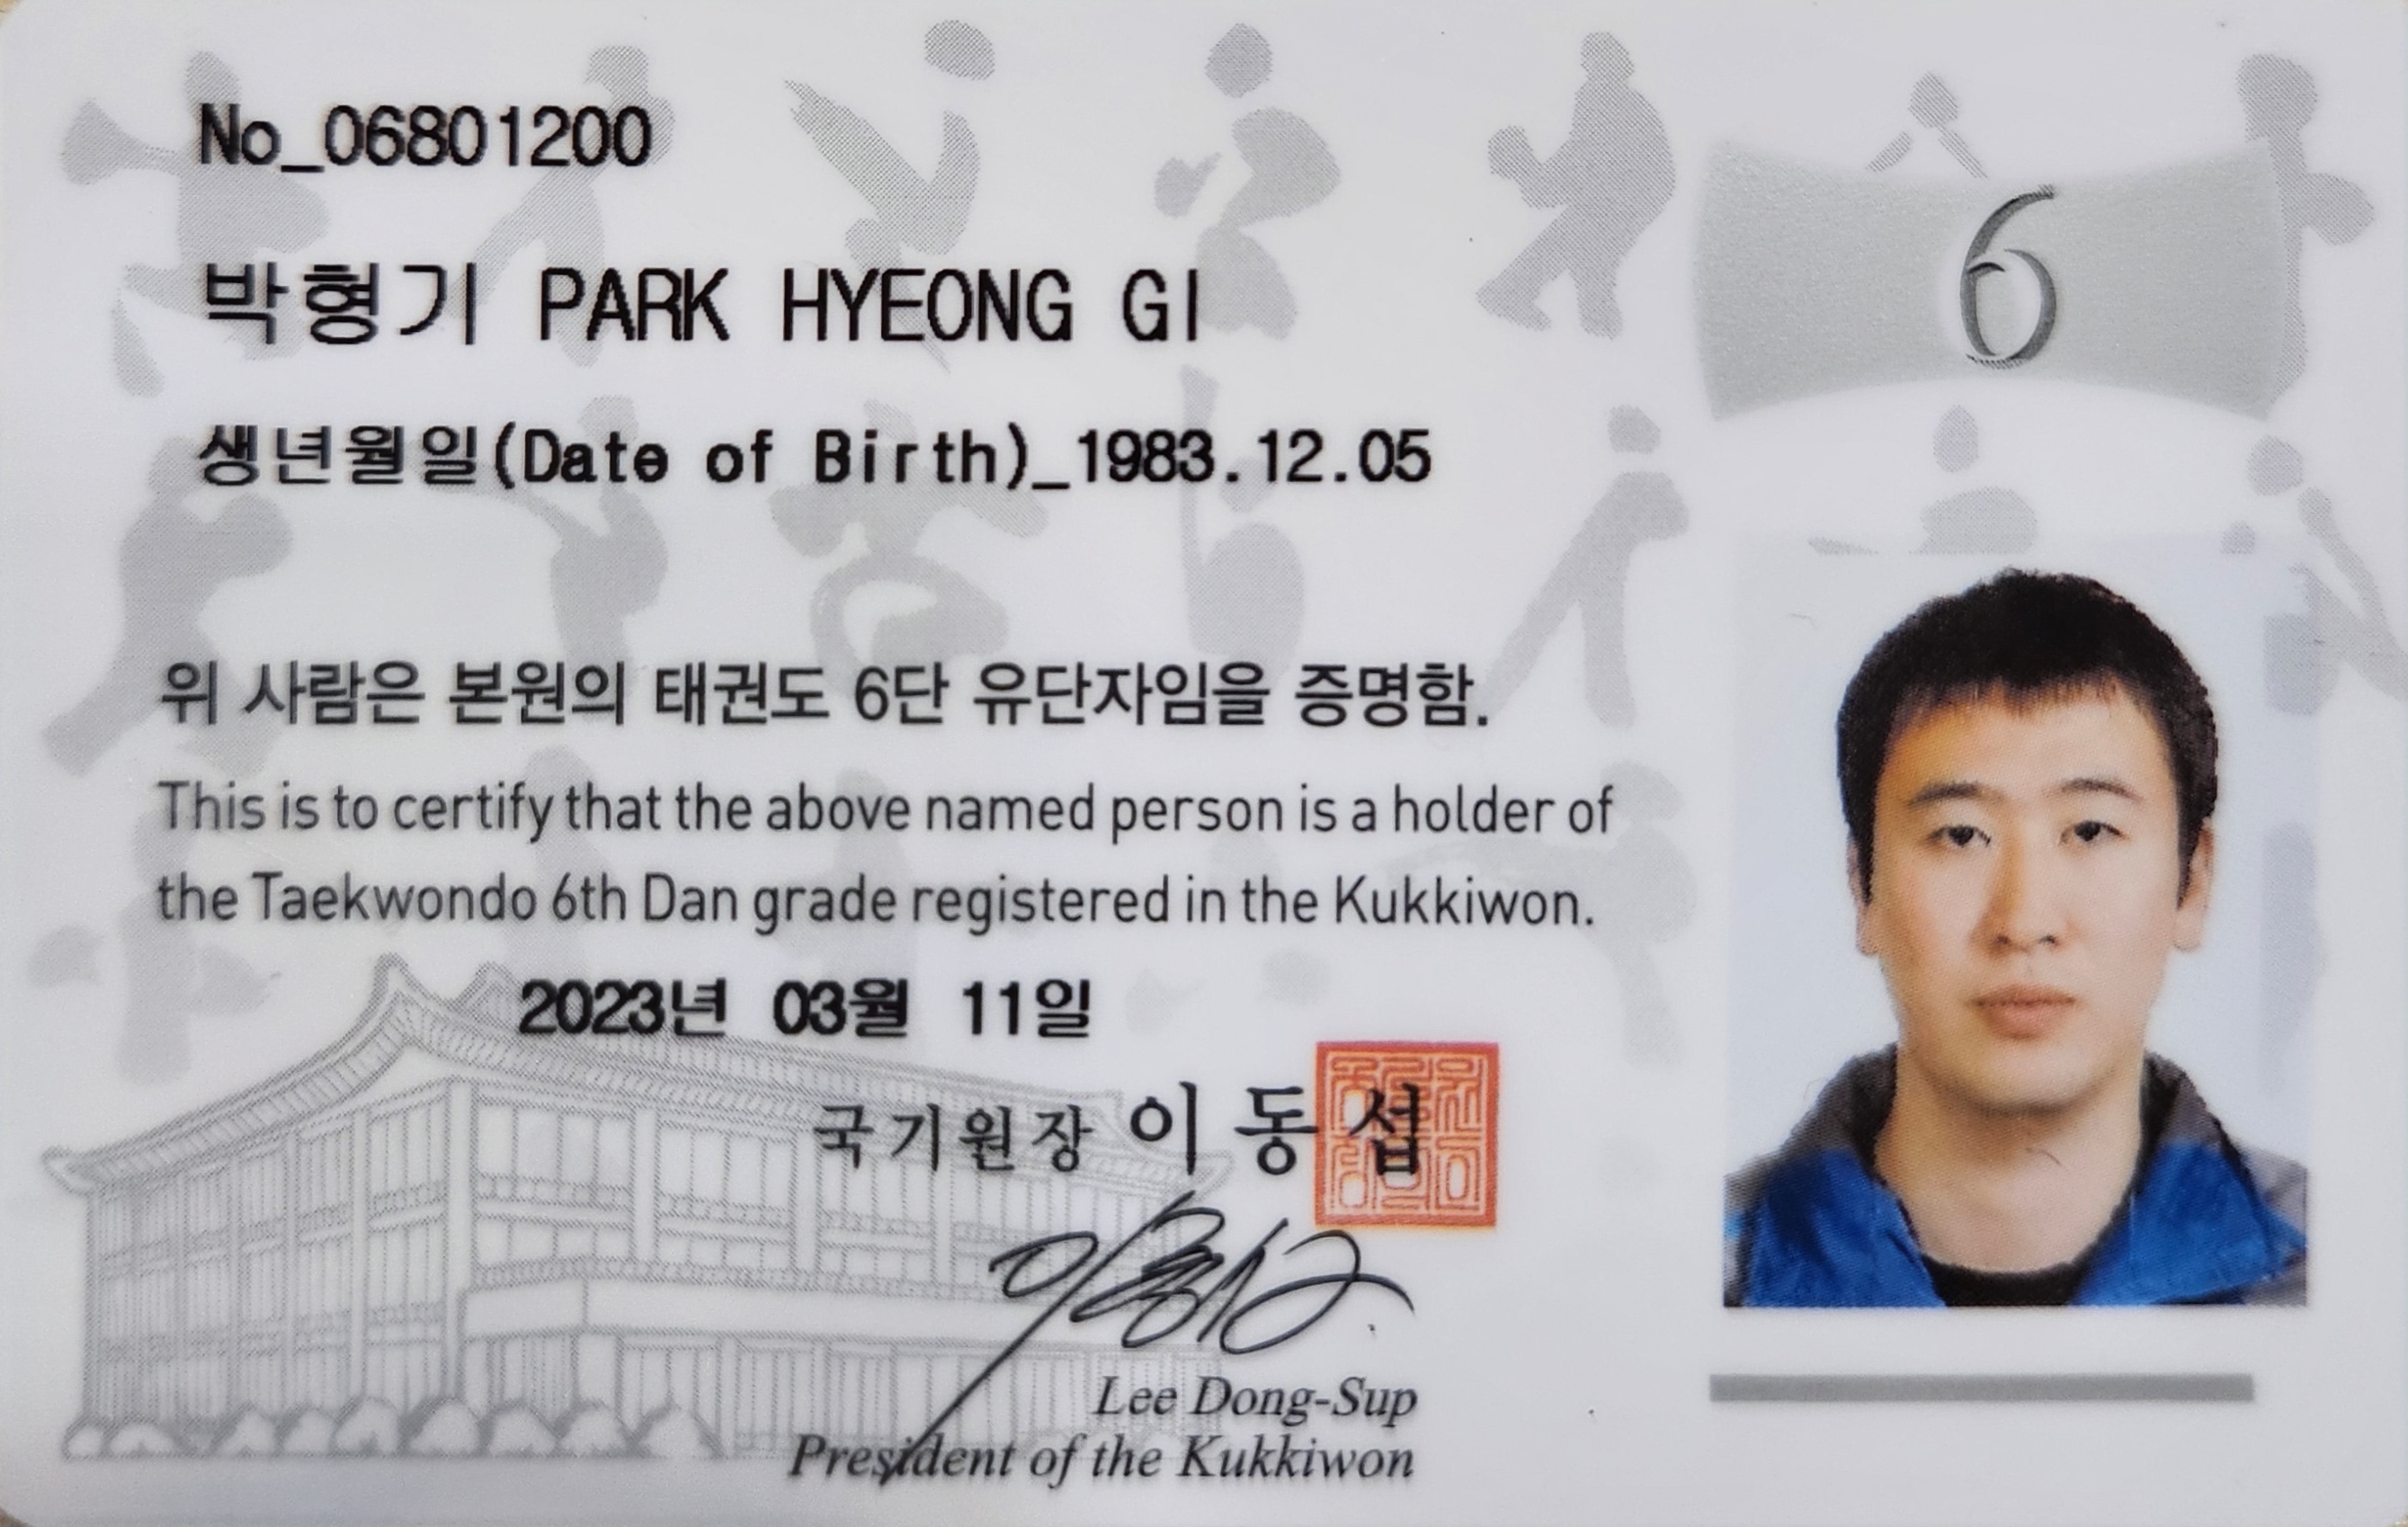 No_06801200
6
박형기 PARK HYEONG GI
생년월일(Date of Birth)_1983.12.05
위 사람은 본원의 태권도 6단 유단자임을 증명함.
This is to certify that the above named person is a holder of
the Taekwondo 6th Dan grade registered in the Kukkiwon.
2023년 03월 11일
국기원장 이동섭
Lee Dong-Sup
President of the Kukkiwon